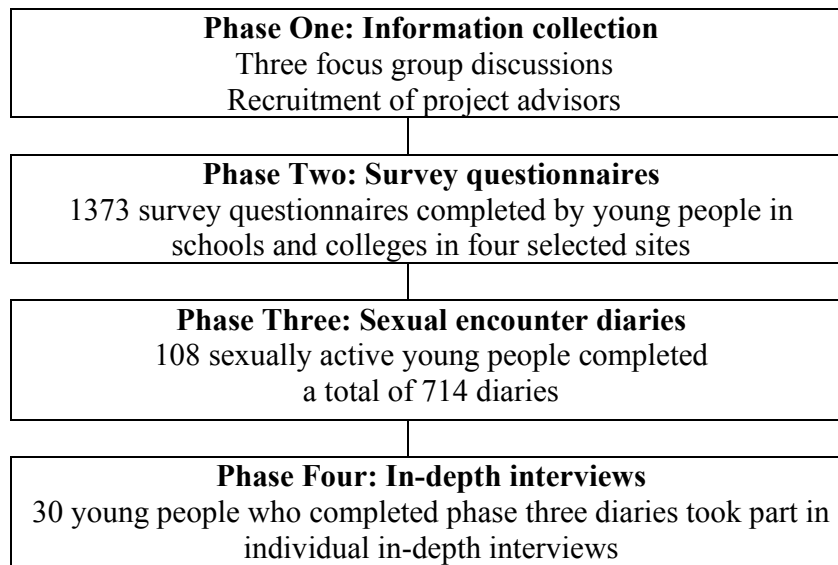 Phase One: Information collection
Three focus group discussions
Recruitment of project advisors
Phase Two: Survey questionnaires
1373 survey questionnaires completed by young people in
schools and colleges in four selected sites
Phase Three: Sexual encounter diaries
108 sexually active young people completed
a total of 714 diaries
Phase Four: In-depth interviews
30 young people who completed phase three diaries took part in
individual in-depth interviews